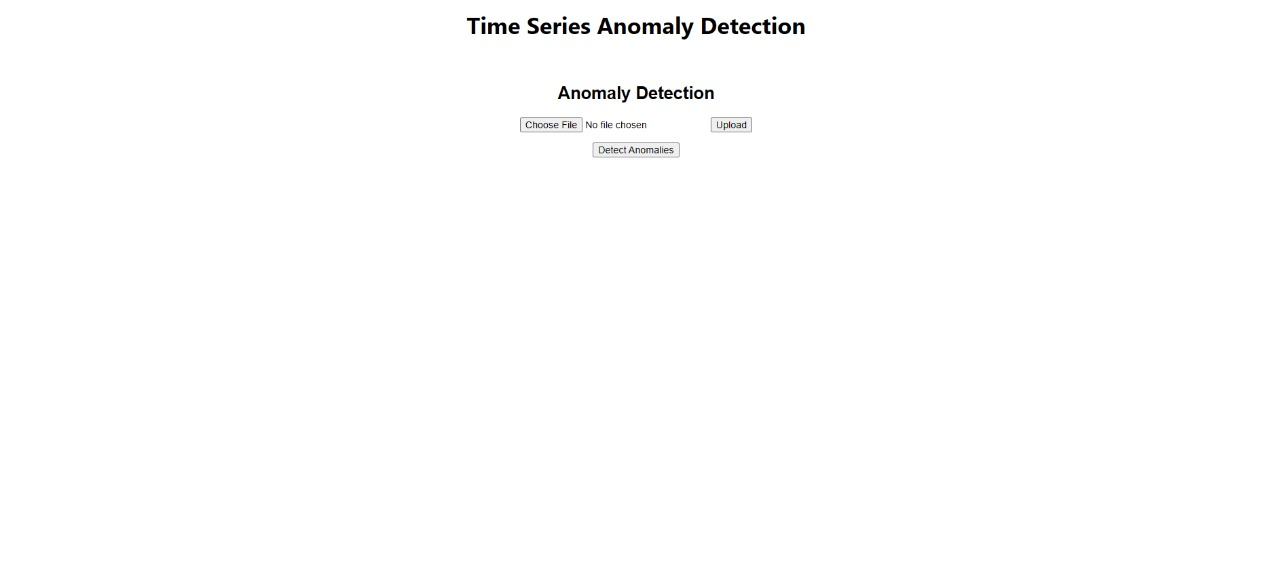 Time Series Anomaly Detection
Anomaly Detection
Choose File No file chosen Upload
Detect Anomalies